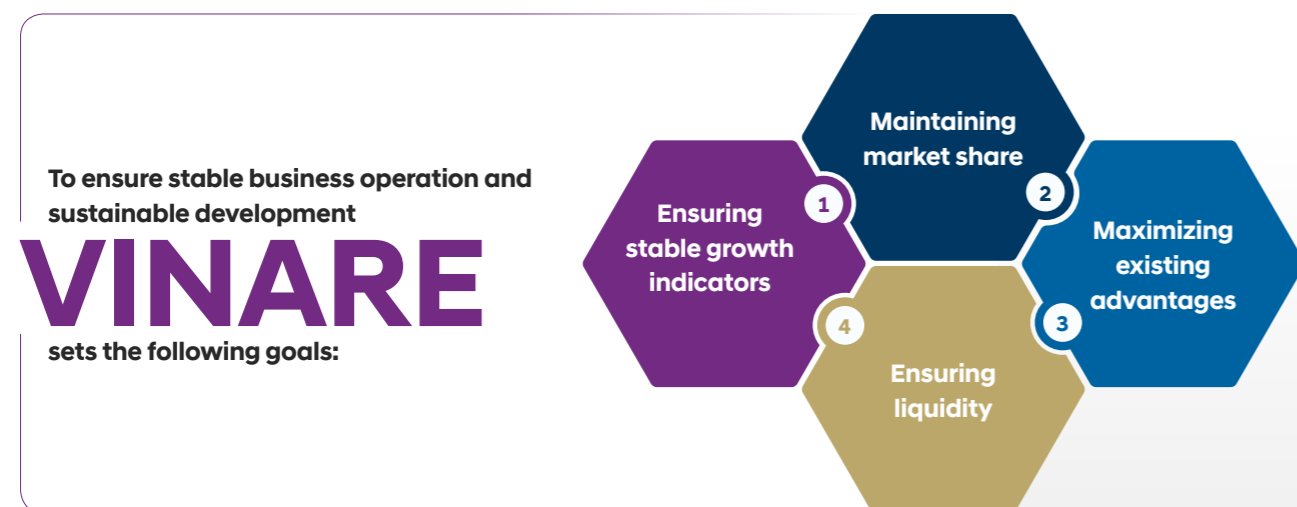 To ensure stable business operation and
sustainable development
VINARE
sets the following goals:
Ensuring
stable growth
indicators
1
Maintaining
market share
2
Maximizing
existing
advantages
3
Ensuring
liquidity
4